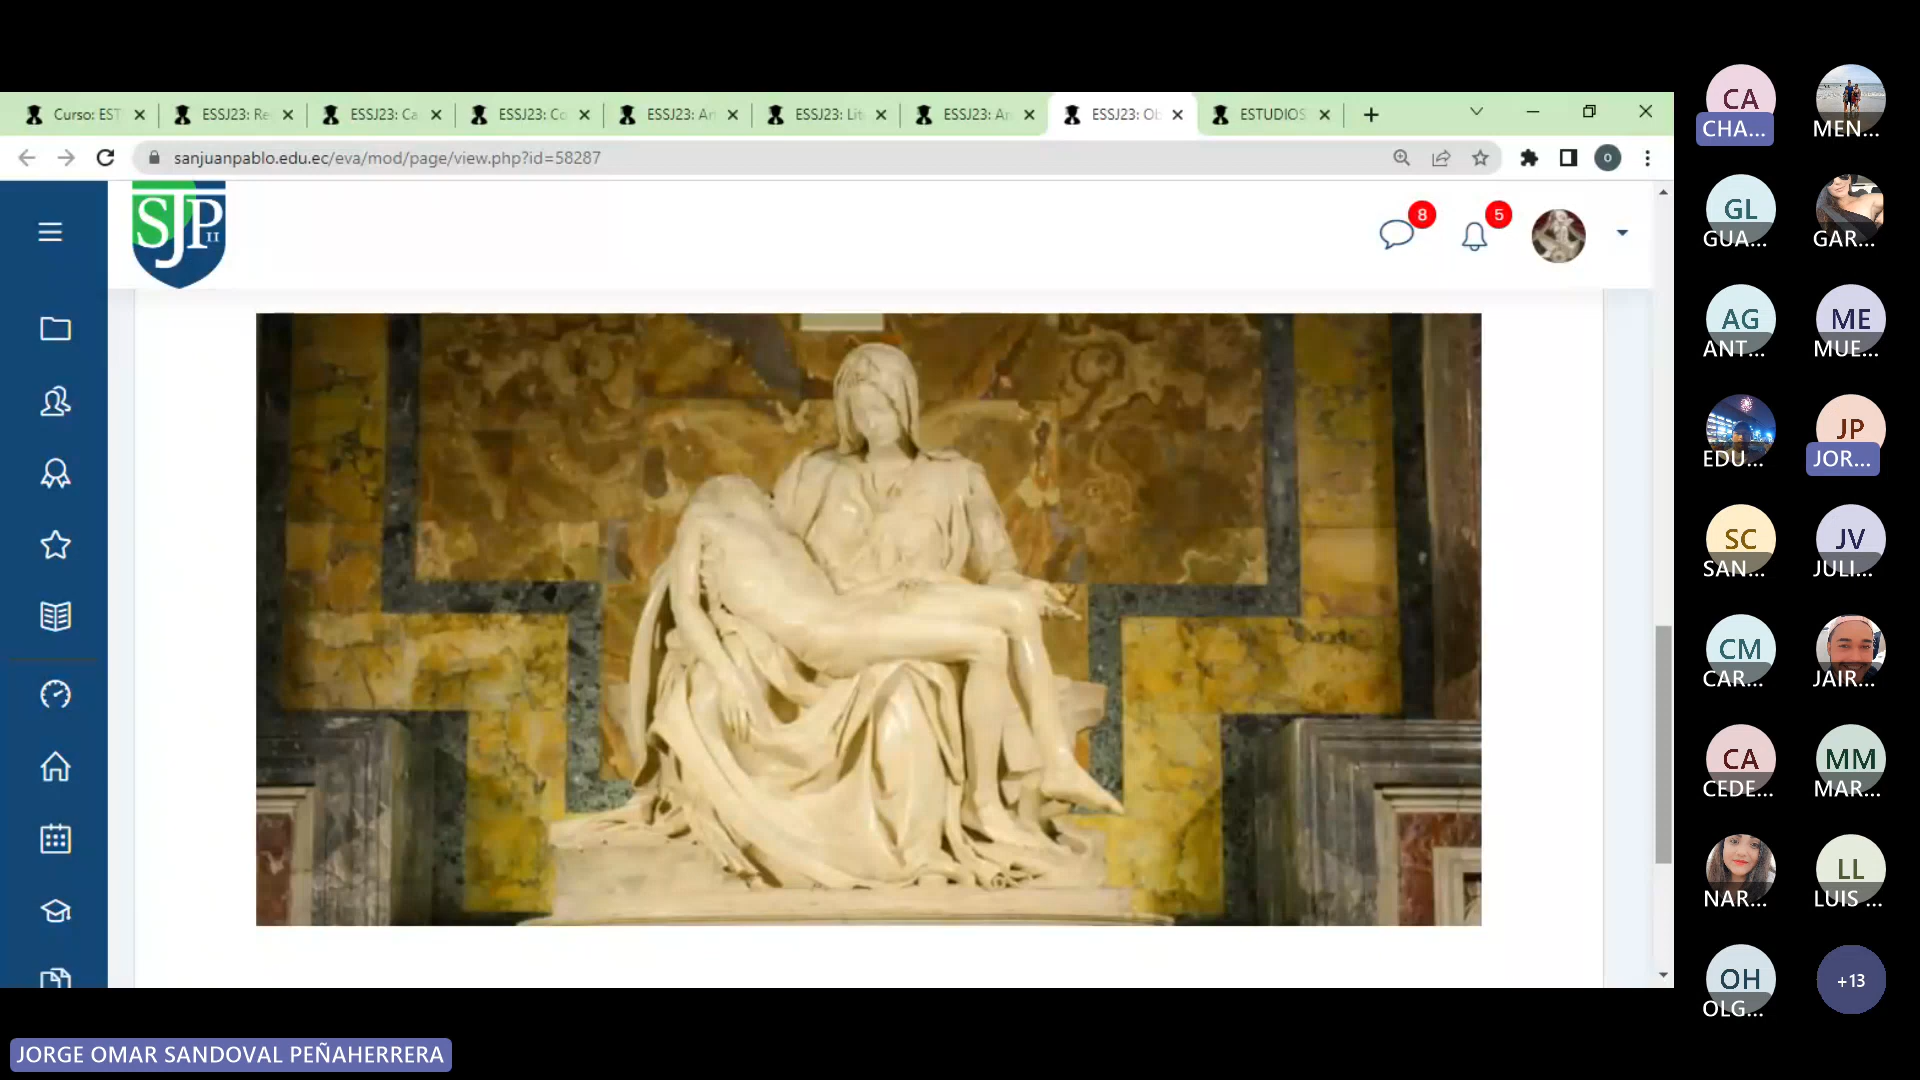 Curso: EST
ESSJ23: Re
ESSJ23: Ca
ESSJ23: Co
ESSJ23: Ar
ESSJ23: Lit
ESSJ23: Ar
ESSJ23: Ob
ESTUDIOS
sanjuanpablo.edu.ec/eva/mod/page/view.php?id=58287
O
SJP
II
8
5
CA
CHA...
MEN...
GL
GUA...
GAR...
AG
ANT...
ME
MUE...
EDU...
JP
JOR...
SC
SAN...
JV
JULI...
CM
CAR...
JAIR...
CA
CEDE...
MM
MAR...
NAR...
LL
LUIS ...
OH
OLG...
+13
JORGE OMAR SANDOVAL PEÑAHERRERA